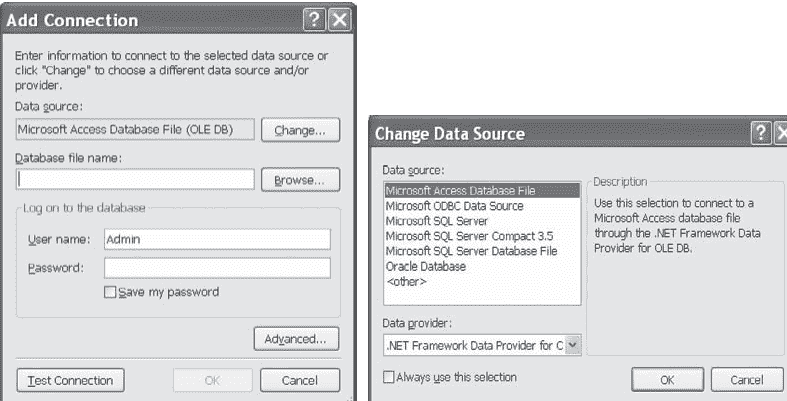 Add Connection
Enter information to connect to the selected data source or
click "Change" to choose a different data source and/or
provider.
Data source:
Microsoft Access Database File (OLE DB)
Change...
Database file name:
Browse...
Log on to the database
User name:
Admin
Password:
Save my password
Advanced...
Test Connection
OK
Cancel
Change Data Source
Data source:
Microsoft Access Database File
Microsoft ODBC Data Source
Microsoft SQL Server
Microsoft SQL Server Compact 3.5
Microsoft SQL Server Database File
Oracle Database
<other>
Description
Use this selection to connect to a
Microsoft Access database file
through the .NET Framework Data
Provider for OLE DB.
Data provider:
.NET Framework Data Provider for C
Always use this selection
OK
Cancel